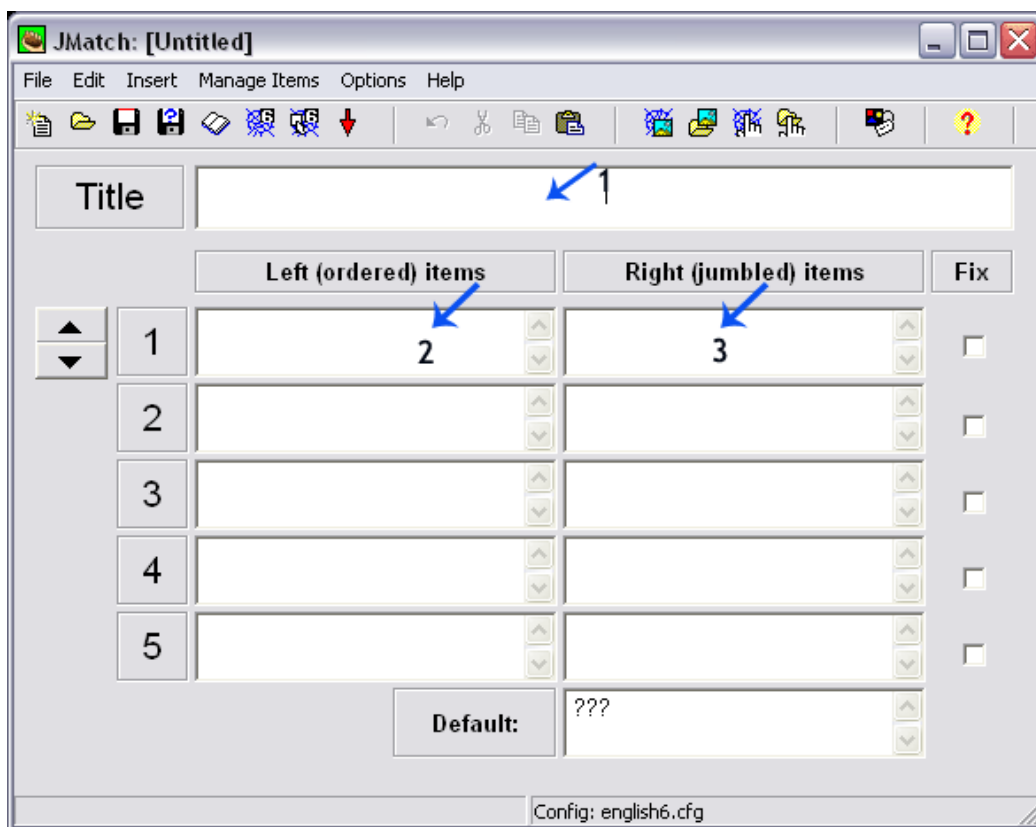 JMatch: [Untitled]
File Edit Insert Manage Items Options Help
?
Title
1
Left (ordered) items Right (jumbled) items Fix
1
2 3
2
3
4
5
Default: ???
Config: english6.cfg